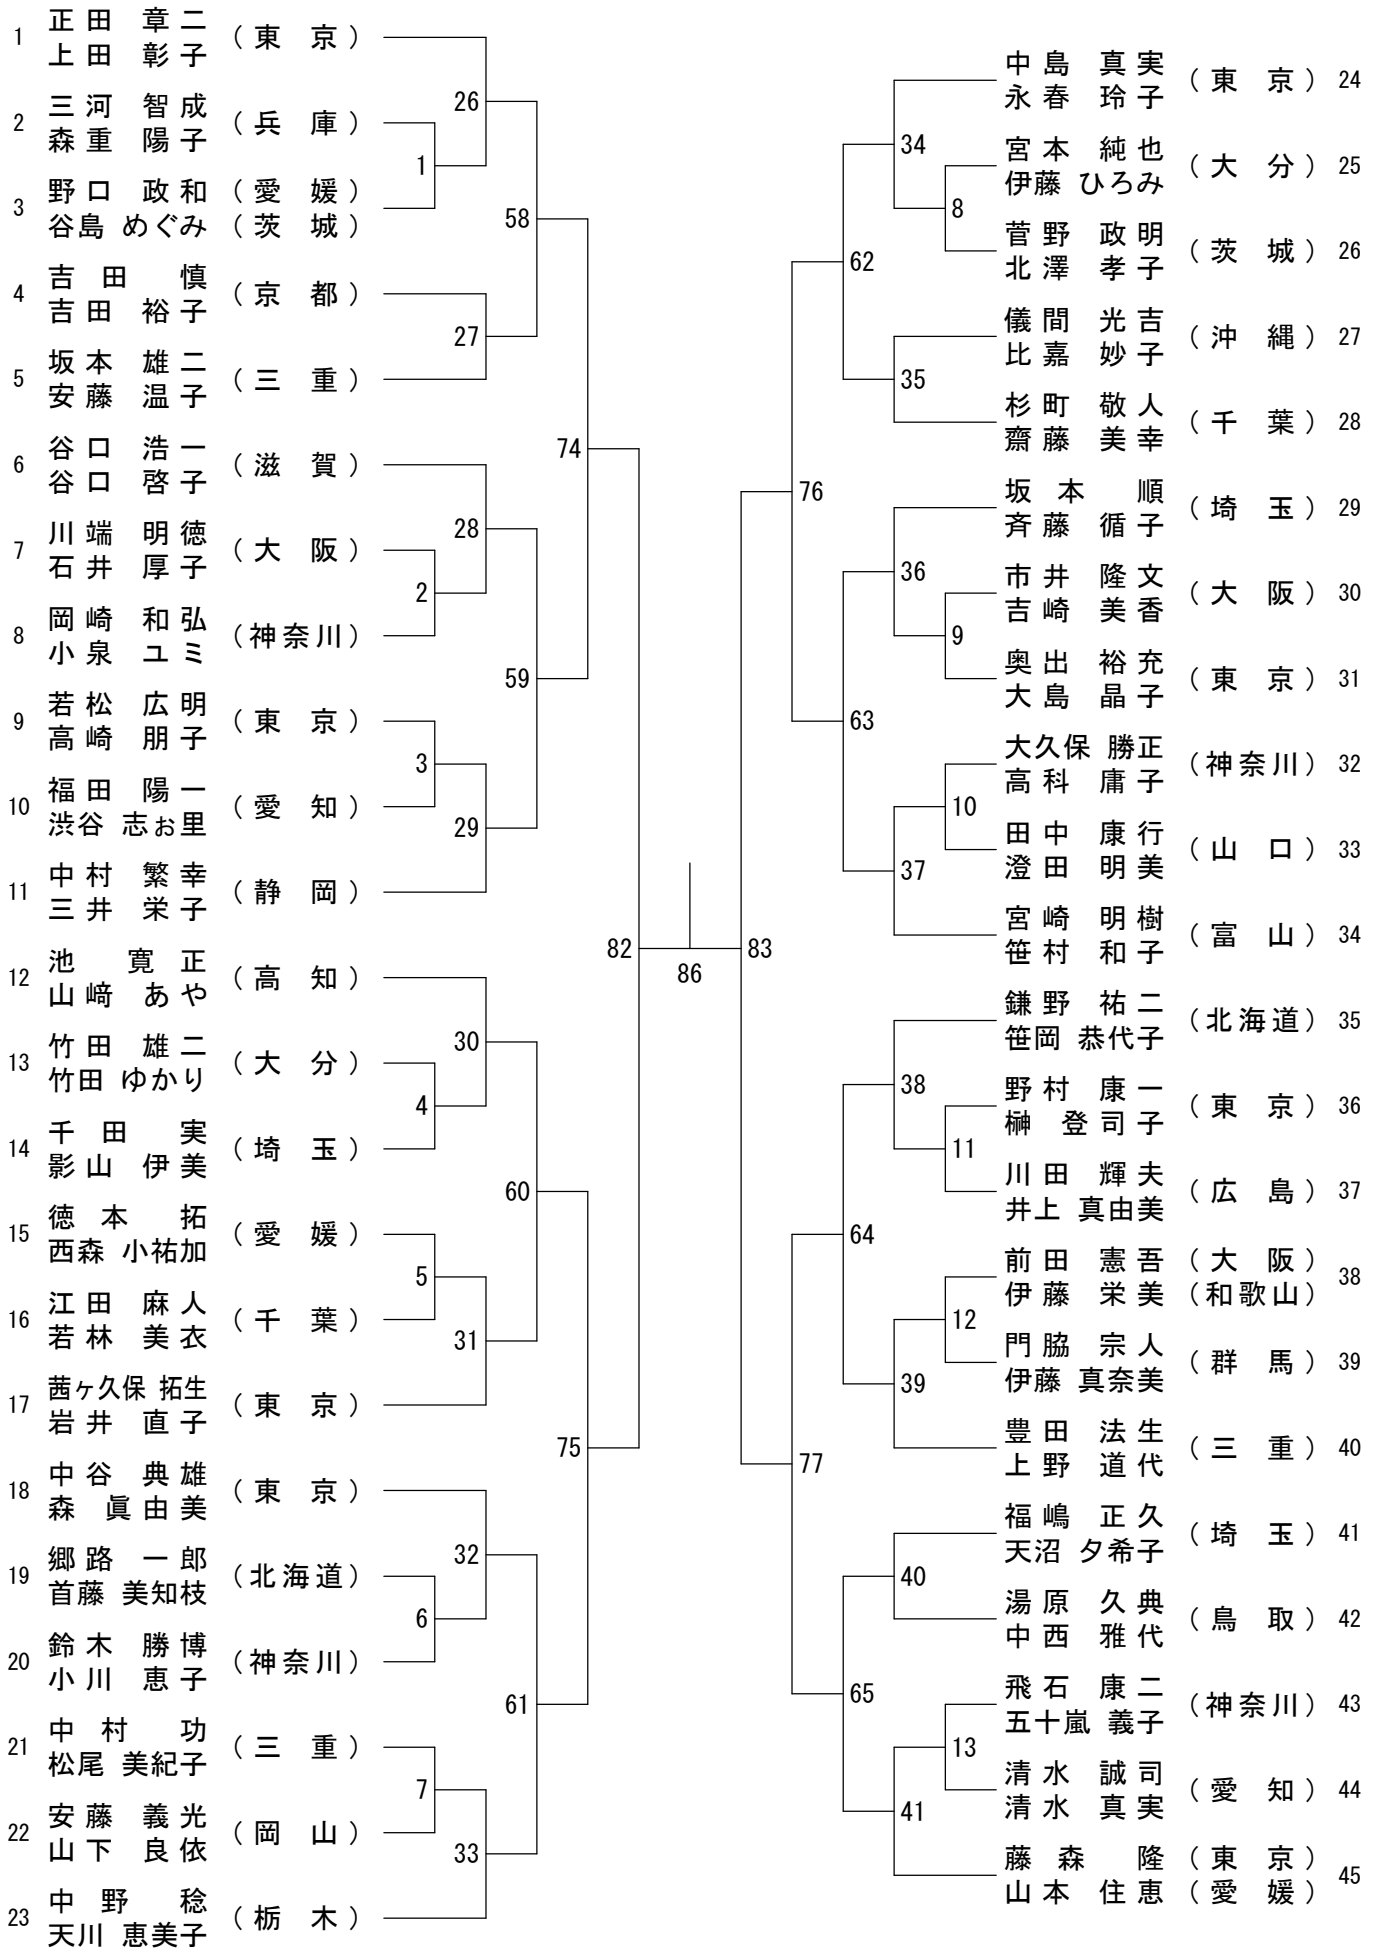 1 正田 章二 (東 京)
上田 彰子
2 三河 智成 (兵 庫)
森重 陽子
3 野口 政和 (愛 媛)
谷島 めぐみ (茨 城)
4 吉田 慎 (京 都)
吉田 裕子
5 坂本 雄二 (三 重)
安藤 温子
6 谷口 浩一 (滋 賀)
谷口 啓子
7 川端 明徳 (大 阪)
石井 厚子
8 岡崎 和弘 (神奈川)
小泉 ユミ
9 若松 広明 (東 京)
高崎 朋子
10 福田 陽一 (愛 知)
渋谷 志ぉ里
11 中村 繁幸 (静 岡)
三井 栄子
12 池 寛正 (高 知)
山﨑 あや
13 竹田 雄二 (大 分)
竹田 ゆかり
14 千田 実 (埼 玉)
影山 伊美
15 徳本 拓 (愛 媛)
西森 小祐加
16 江田 麻人 (千 葉)
若林 美衣
17 茜ヶ久保 拓生 (東 京)
岩井 直子
18 中谷 典雄 (東 京)
森 眞由美
19 郷路 一郎 (北海道)
首藤 美知枝
20 鈴木 勝博 (神奈川)
小川 恵子
21 中村 功 (三 重)
松尾 美紀子
22 安藤 義光 (岡 山)
山下 良依
23 中野 稔 (栃 木)
天川 恵美子
26
1
58
27
74
28
2
59
3
29
82
30
4
60
5
31
75
32
6
61
7
33
86
83
34
8
62
35
76
36
9
63
10
37
38
11
64
12
39
77
40
65
13
41
中島 真実 (東 京) 24
永春 玲子
宮本 純也 (大 分) 25
伊藤 ひろみ
菅野 政明 (茨 城) 26
北澤 孝子
儀間 光吉 (沖 縄) 27
比嘉 妙子
杉町 敬人 (千 葉) 28
齋藤 美幸
坂本 順 (埼 玉) 29
斉藤 循子
市井 隆文 (大 阪) 30
吉崎 美香
奥出 裕充 (東 京) 31
大島 晶子
大久保 勝正 (神奈川) 32
高科 庸子
田中 康行 (山 口) 33
澄田 明美
宮崎 明樹 (富 山) 34
笹村 和子
鎌野 祐二 (北海道) 35
笹岡 恭代子
野村 康一 (東 京) 36
榊 登司子
川田 輝夫 (広 島) 37
井上 真由美
前田 憲吾 (大 阪) 38
伊藤 栄美 (和歌山)
門脇 宗人 (群 馬) 39
伊藤 真奈美
豊田 法生 (三 重) 40
上野 道代
福嶋 正久 (埼 玉) 41
天沼 夕希子
湯原 久典 (鳥 取) 42
中西 雅代
飛石 康二 (神奈川) 43
五十嵐 義子
清水 誠司 (愛 知) 44
清水 真実
藤森 隆 (東 京) 45
山本 住恵 (愛 媛)